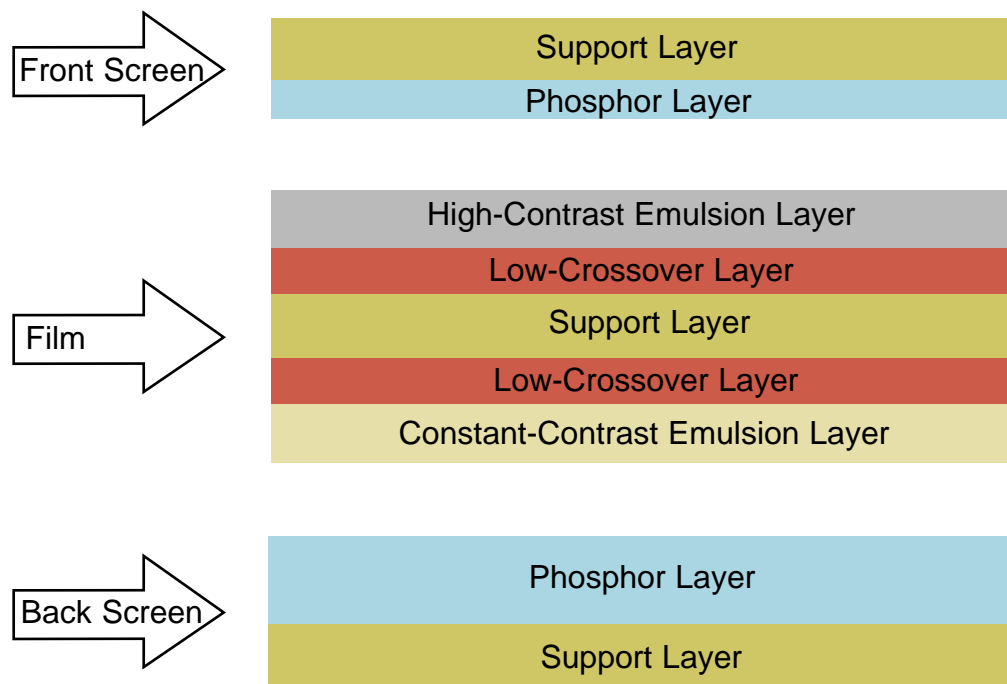 Front Screen
Support Layer
Phosphor Layer
High-Contrast Emulsion Layer
Low-Crossover Layer
Film
Support Layer
Low-Crossover Layer
Constant-Contrast Emulsion Layer
Phosphor Layer
Back Screen
Support Layer